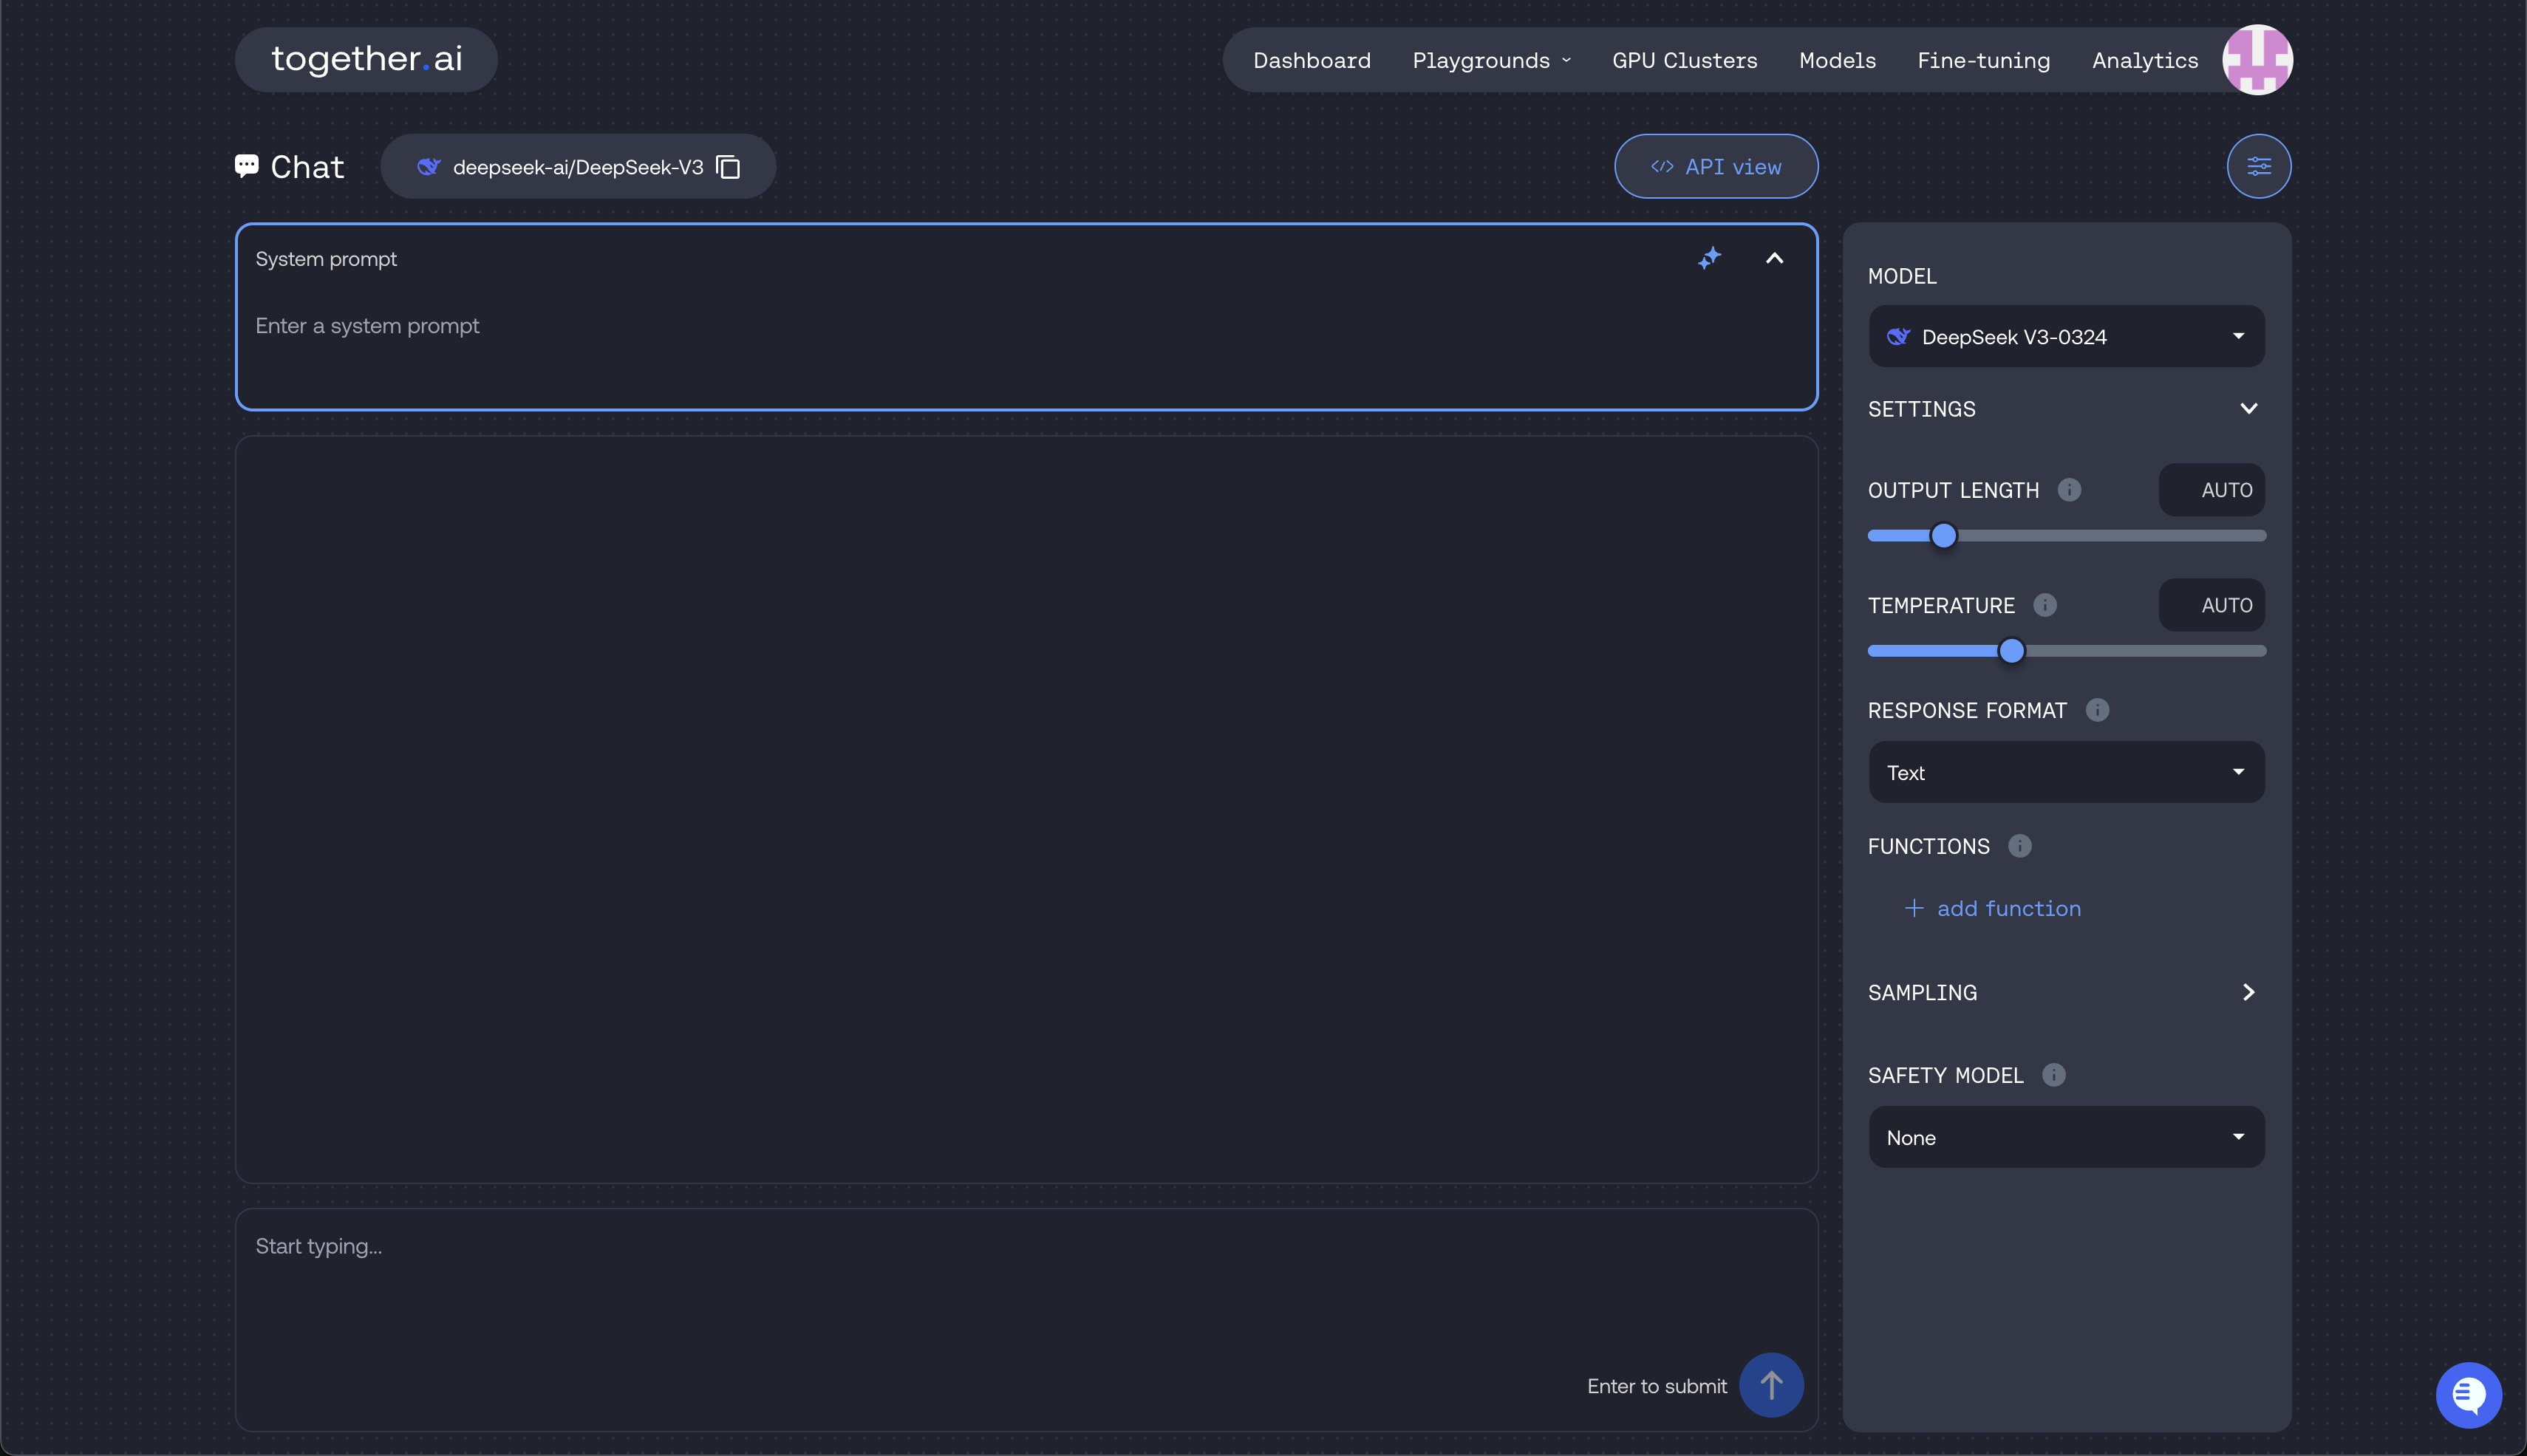 together.ai
Dashboard
Playgrounds
GPU Clusters
Models
Fine-tuning
Analytics
Chat
deepseek-ai/DeepSeek-V3
API view
System prompt
Enter a system prompt
Start typing...
Enter to submit
MODEL
DeepSeek V3-0324
SETTINGS
OUTPUT LENGTH
AUTO
TEMPERATURE
AUTO
RESPONSE FORMAT
Text
FUNCTIONS
add function
SAMPLING
SAFETY MODEL
None